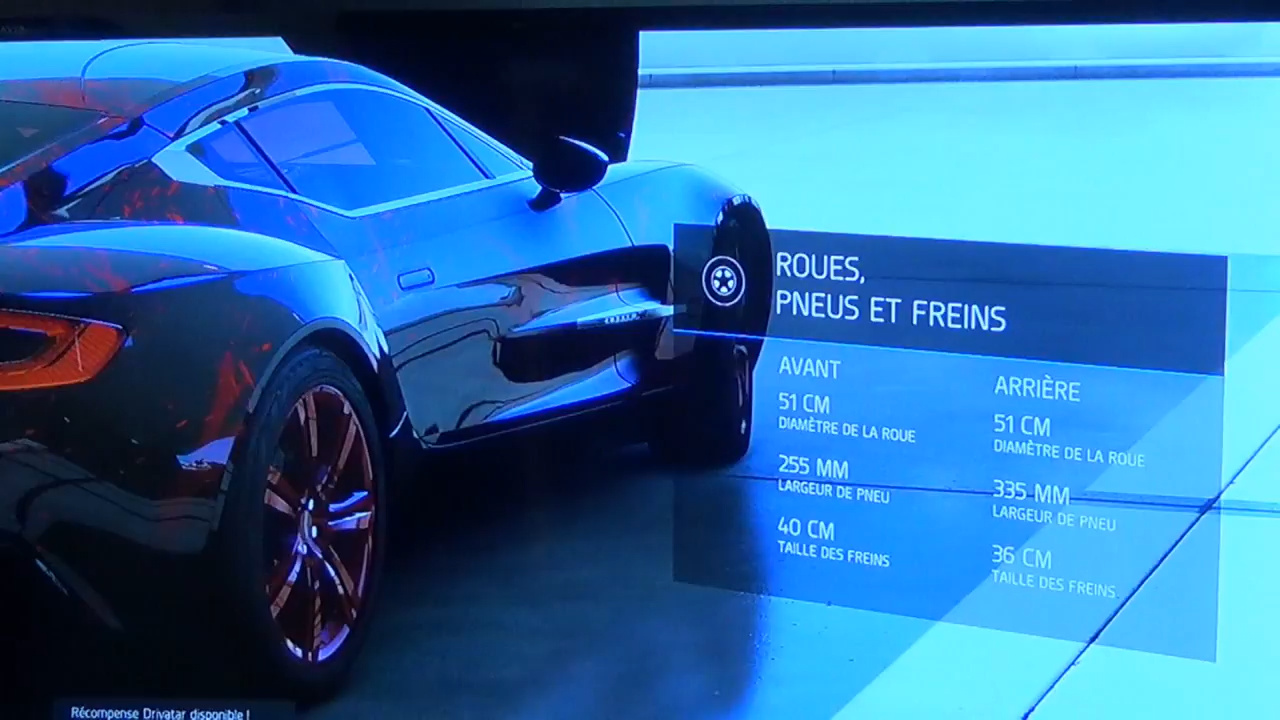 ROUES,
PNEUS ET FREINS
AVANT
51 CM
DIAMÈTRE DE LA ROUE
255 MM
LARGEUR DE PNEU
40 CM
TAILLE DES FREINS
ARRIÈRE
51 CM
DIAMÈTRE DE LA ROUE
335 MM
LARGEUR DE PNEU
36 CM
TAILLE DES FREINS
Récompense Drivatar disponible !